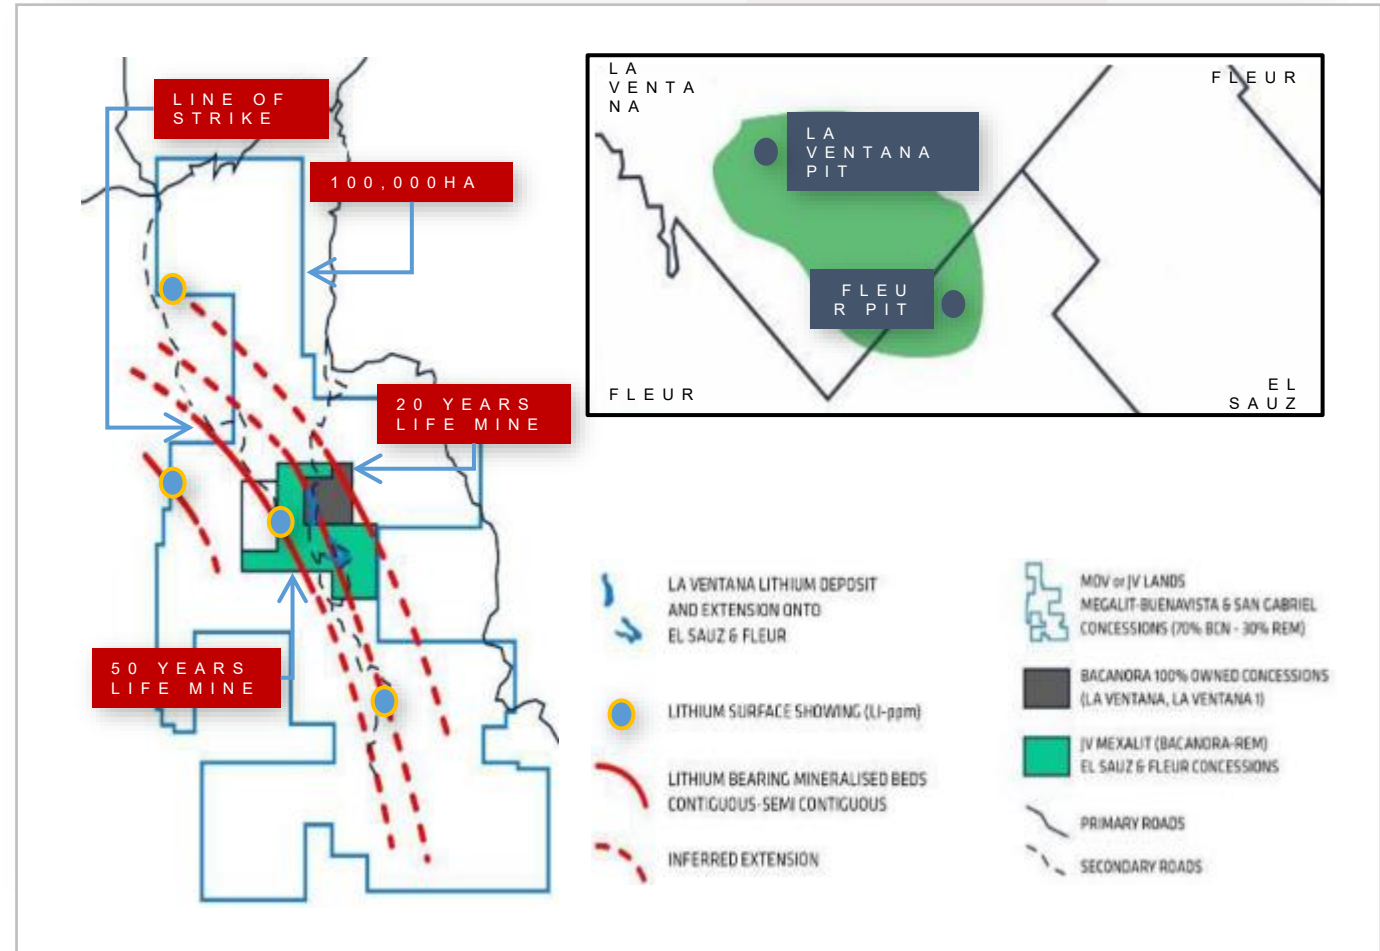 LINE OF
STRIKE
100,000HA
20 YEARS
LIFE MINE
50 YEARS
LIFE MINE
LA
VENTA
NA
FLEUR
LA
VENTANA
PIT
FLEU
R PIT
FLEUR
EL
SAUZ
LA VENTANA LITHIUM DEPOSIT
AND EXTENSION ONTO
EL SAUZ & FLEUR
LITHIUM SURFACE SHOWING (LI-ppm)
LITHIUM BEARING MINERALISED BEDS
CONTIGUOUS-SEMI CONTIGUOUS
INFERRED EXTENSION
MOV or JV LANDS
MEGALIT-BUENAVISTA & SAN GABRIEL
CONCESSIONS (70% BCN - 30% REM)
BACANORA 100% OWNED CONCESSIONS
(LA VENTANA, LA VENTANA 1)
JV MEXALIT (BACANORA-REM)
EL SAUZ & FLEUR CONCESSIONS
PRIMARY ROADS
SECONDARY ROADS